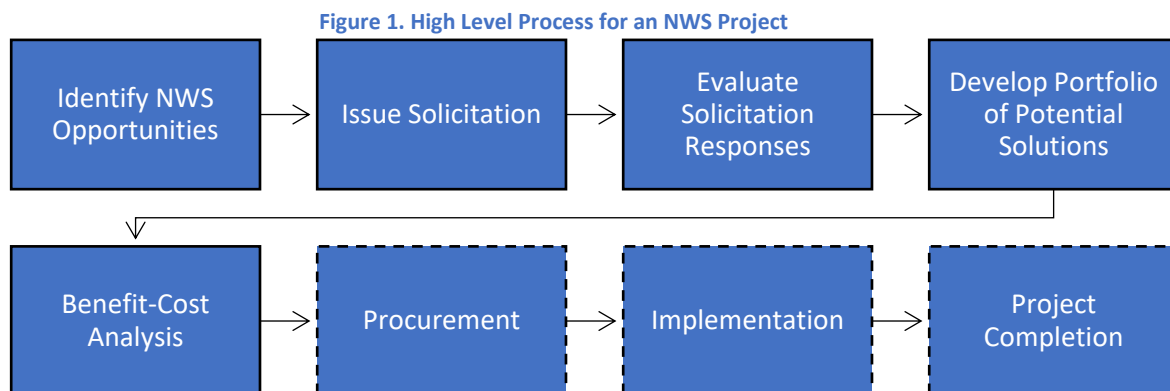 Figure 1. High Level Process for an NWS Project
Identify NWS
Opportunities
Issue Solicitation
Evaluate
Solicitation
Responses
Develop Portfolio
of Potential
Solutions
Benefit-Cost
Analysis
Procurement
Implementation
Project
Completion